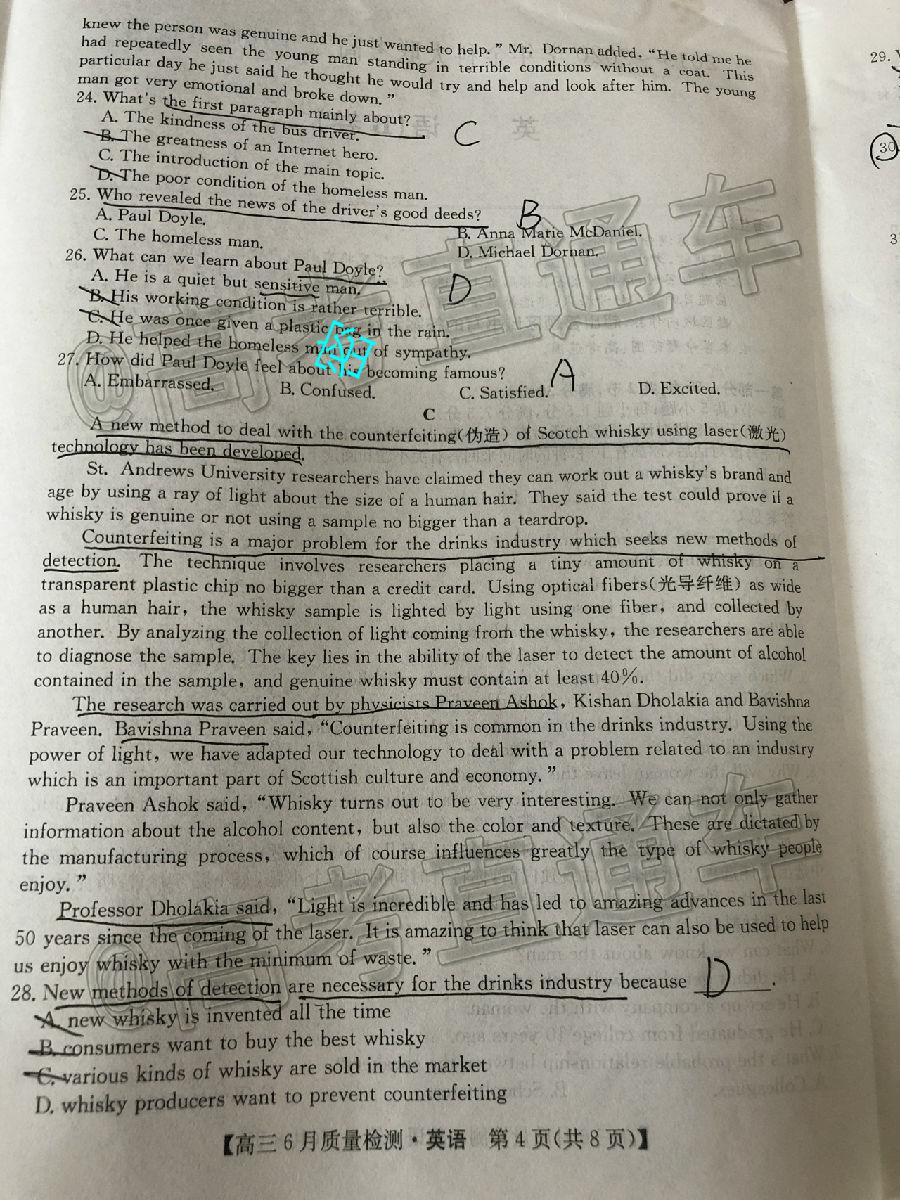 knew the person was genuine and he just wanted to help." Mr. Dornan added, "He told me he
had repeatedly seen the young man standing in terrible conditions without a coat. This
particular day he just said he thought he would try and help and look after him. The young
man got very emotional and broke down."
24. What's the first paragraph mainly about?
A. The kindness of the bus driver.
C
B. The greatness of an Internet hero.
C. The introduction of the main topic.
D. The poor condition of the homeless man.
25. Who revealed the news of the driver's good deeds?
B
A. Paul Doyle. B. Anna Marie McDaniel.
C. The homeless man. D. Michael Dornan.
26. What can we learn about Paul Doyle?
A. He is a quiet but sensitive man.
D
B. His working condition is rather terrible.
C. He was once given a plastic bag in the rain.
D. He helped the homeless man out of sympathy.
27. How did Paul Doyle feel about his becoming famous?
A
A. Embarrassed. B. Confused. C. Satisfied. D. Excited.
C
A new method to deal with the counterfeiting(伪造) of Scotch whisky using laser(激光)
technology has been developed.
St. Andrews University researchers have claimed they can work out a whisky's brand and
age by using a ray of light about the size of a human hair. They said the test could prove if a
whisky is genuine or not using a sample no bigger than a teardrop.
Counterfeiting is a major problem for the drinks industry which seeks new methods of
detection. The technique involves researchers placing a tiny amount of whisky on a
transparent plastic chip no bigger than a credit card. Using optical fibers(光导纤维) as wide
as a human hair, the whisky sample is lighted by light using one fiber, and collected by
another. By analyzing the collection of light coming from the whisky, the researchers are able
to diagnose the sample. The key lies in the ability of the laser to detect the amount of alcohol
contained in the sample, and genuine whisky must contain at least 40%.
The research was carried out by physicists Praveen Ashok, Kishan Dholakia and Bavishna
Praveen. Bavishna Praveen said, "Counterfeiting is common in the drinks industry. Using the
power of light, we have adapted our technology to deal with a problem related to an industry
which is an important part of Scottish culture and economy."
Praveen Ashok said, "Whisky turns out to be very interesting. We can not only gather
information about the alcohol content, but also the color and texture. These are dictated by
the manufacturing process, which of course influences greatly the type of whisky people
enjoy."
Professor Dholakia said, "Light is incredible and has led to amazing advances in the last
50 years since the coming of the laser. It is amazing to think that laser can also be used to help
us enjoy whisky with the minimum of waste."
28. New methods of detection are necessary for the drinks industry because D.
A. new whisky is invented all the time
B. consumers want to buy the best whisky
C. various kinds of whisky are sold in the market
D. whisky producers want to prevent counterfeiting
【高三6月质量检测·英语 第4页(共8页)】
@高考直通车
@高考直通车
29.
30
3